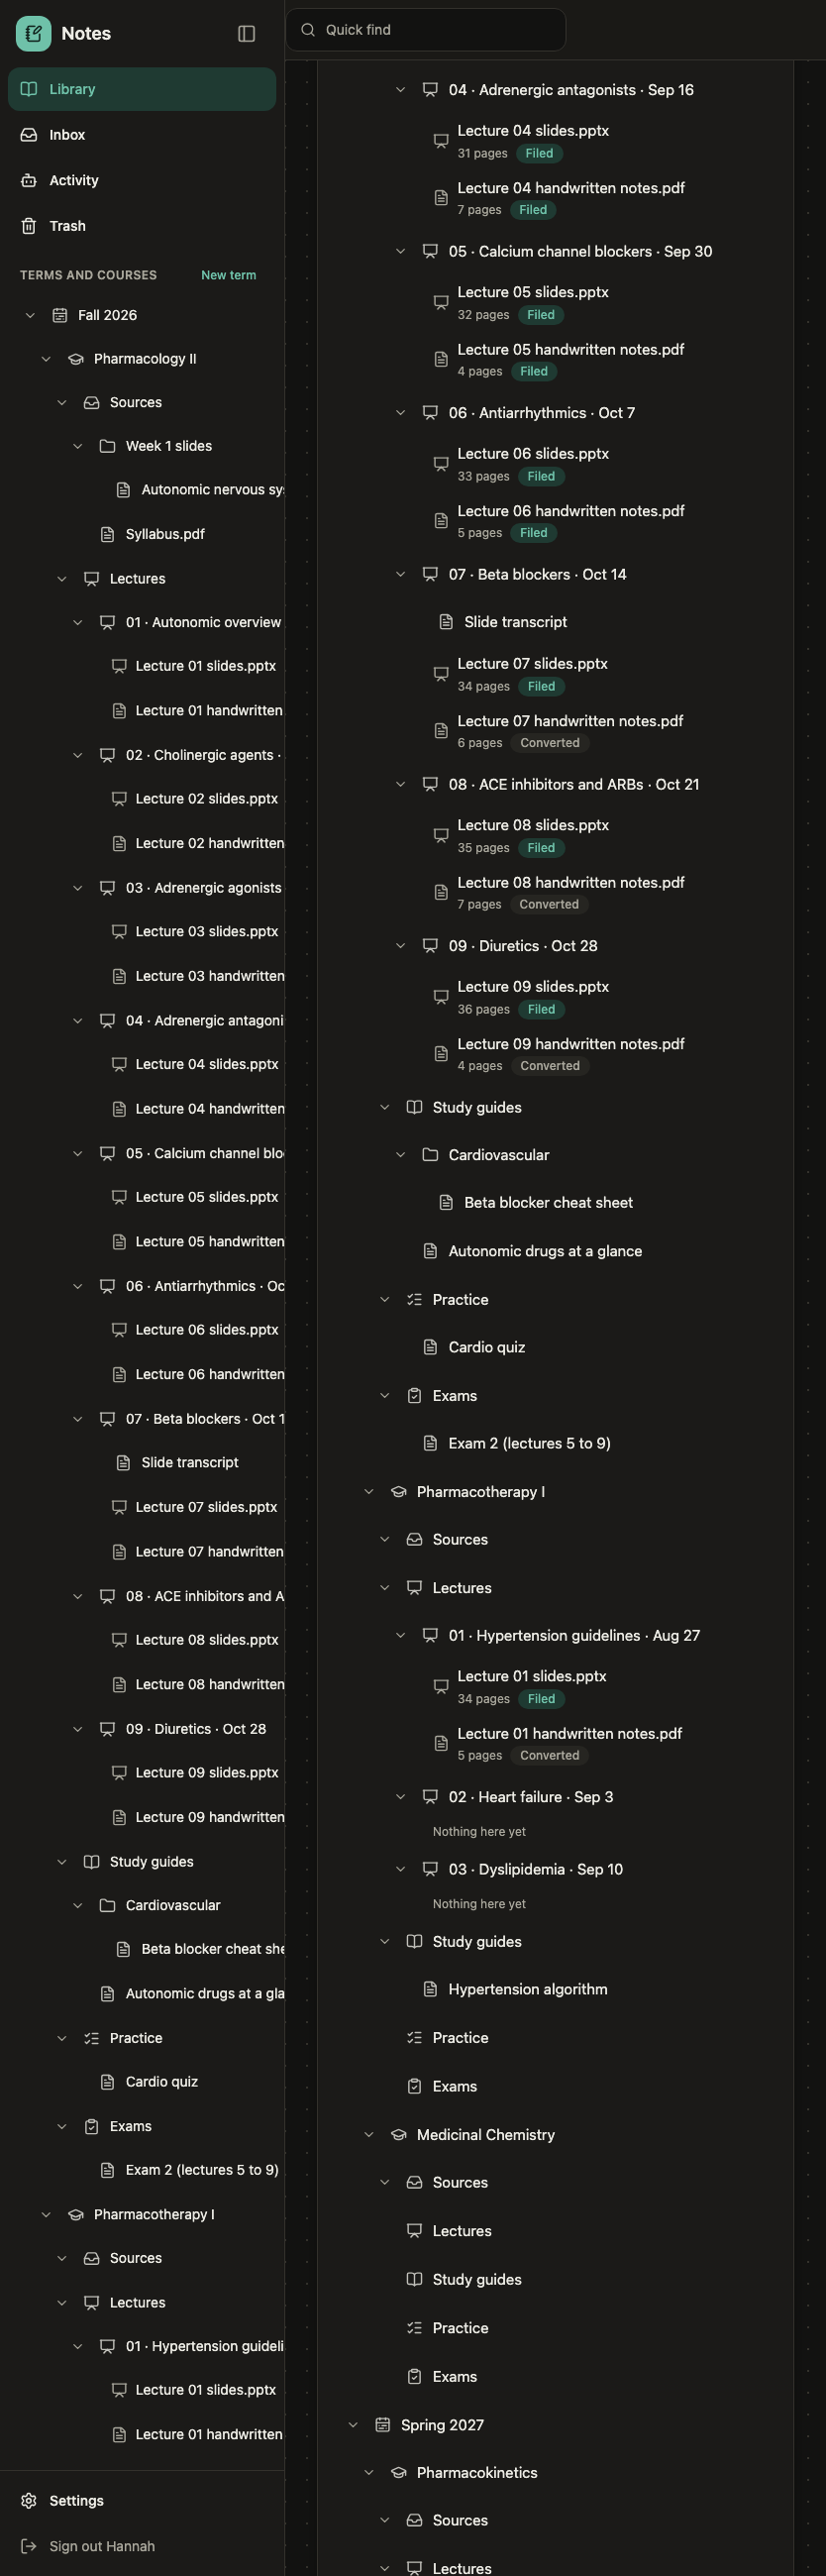 Notes
Library
Inbox
Activity
Trash
TERMS AND COURSES New term
Fall 2026
Pharmacology II
Sources
Week 1 slides
Autonomic nervous sys
Syllabus.pdf
Lectures
01 · Autonomic overview
Lecture 01 slides.pptx
Lecture 01 handwritten
02 · Cholinergic agents ·
Lecture 02 slides.pptx
Lecture 02 handwritten
03 · Adrenergic agonists
Lecture 03 slides.pptx
Lecture 03 handwritten
04 · Adrenergic antagoni
Lecture 04 slides.pptx
Lecture 04 handwritten
05 · Calcium channel blo
Lecture 05 slides.pptx
Lecture 05 handwritten
06 · Antiarrhythmics · Oc
Lecture 06 slides.pptx
Lecture 06 handwritten
07 · Beta blockers · Oct 1
Slide transcript
Lecture 07 slides.pptx
Lecture 07 handwritten
08 · ACE inhibitors and A
Lecture 08 slides.pptx
Lecture 08 handwritten
09 · Diuretics · Oct 28
Lecture 09 slides.pptx
Lecture 09 handwritten
Study guides
Cardiovascular
Beta blocker cheat she
Autonomic drugs at a gla
Practice
Cardio quiz
Exams
Exam 2 (lectures 5 to 9)
Pharmacotherapy I
Sources
Lectures
01 · Hypertension guideli
Lecture 01 slides.pptx
Lecture 01 handwritten
Settings
Sign out Hannah
Quick find
04 · Adrenergic antagonists · Sep 16
Lecture 04 slides.pptx
31 pages Filed
Lecture 04 handwritten notes.pdf
7 pages Filed
05 · Calcium channel blockers · Sep 30
Lecture 05 slides.pptx
32 pages Filed
Lecture 05 handwritten notes.pdf
4 pages Filed
06 · Antiarrhythmics · Oct 7
Lecture 06 slides.pptx
33 pages Filed
Lecture 06 handwritten notes.pdf
5 pages Filed
07 · Beta blockers · Oct 14
Slide transcript
Lecture 07 slides.pptx
34 pages Filed
Lecture 07 handwritten notes.pdf
6 pages Converted
08 · ACE inhibitors and ARBs · Oct 21
Lecture 08 slides.pptx
35 pages Filed
Lecture 08 handwritten notes.pdf
7 pages Converted
09 · Diuretics · Oct 28
Lecture 09 slides.pptx
36 pages Filed
Lecture 09 handwritten notes.pdf
4 pages Converted
Study guides
Cardiovascular
Beta blocker cheat sheet
Autonomic drugs at a glance
Practice
Cardio quiz
Exams
Exam 2 (lectures 5 to 9)
Pharmacotherapy I
Sources
Lectures
01 · Hypertension guidelines · Aug 27
Lecture 01 slides.pptx
34 pages Filed
Lecture 01 handwritten notes.pdf
5 pages Converted
02 · Heart failure · Sep 3
Nothing here yet
03 · Dyslipidemia · Sep 10
Nothing here yet
Study guides
Hypertension algorithm
Practice
Exams
Medicinal Chemistry
Sources
Lectures
Study guides
Practice
Exams
Spring 2027
Pharmacokinetics
Sources
Lectures